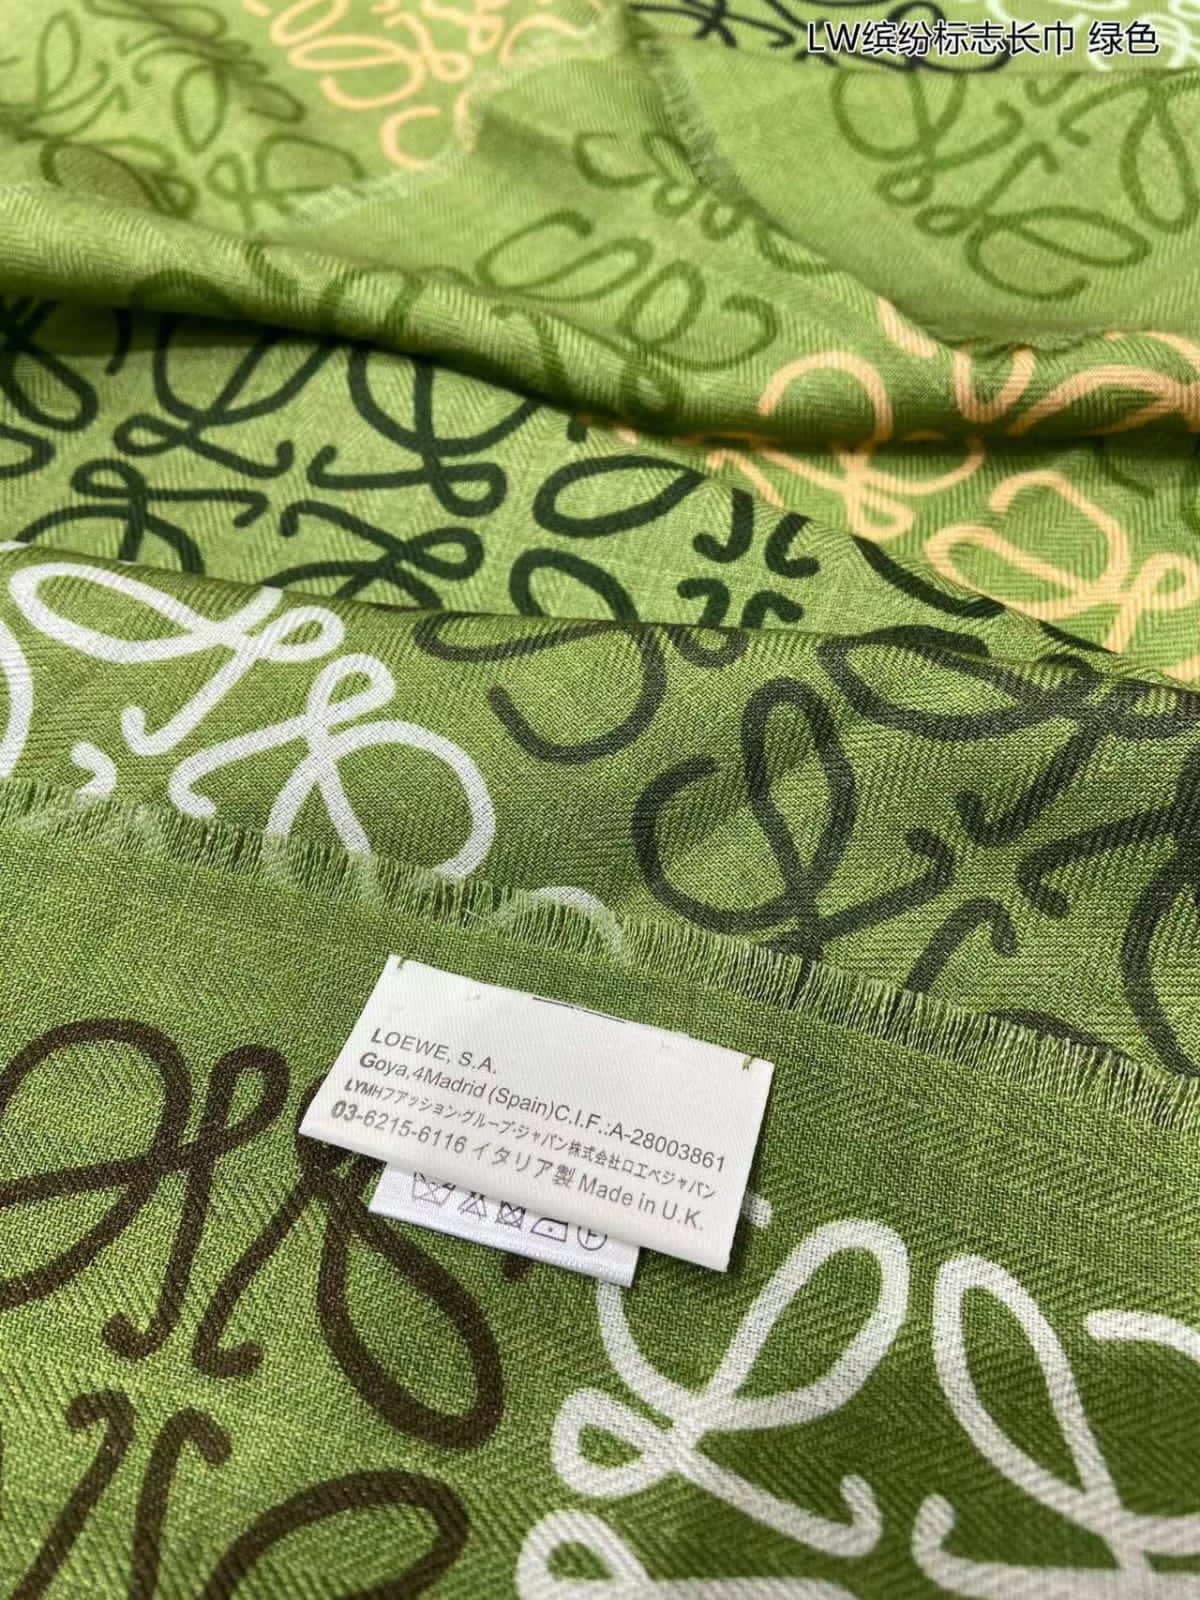 LW缤纷标志长巾 绿色
LOEWE, S.A.
Goya,4Madrid (Spain)C.I.F.:A-28003861
LYMHファッション.グループ·ジャパン株式会社ロエベジャパン
03-6215-6116 イタリア製 Made in U.K.